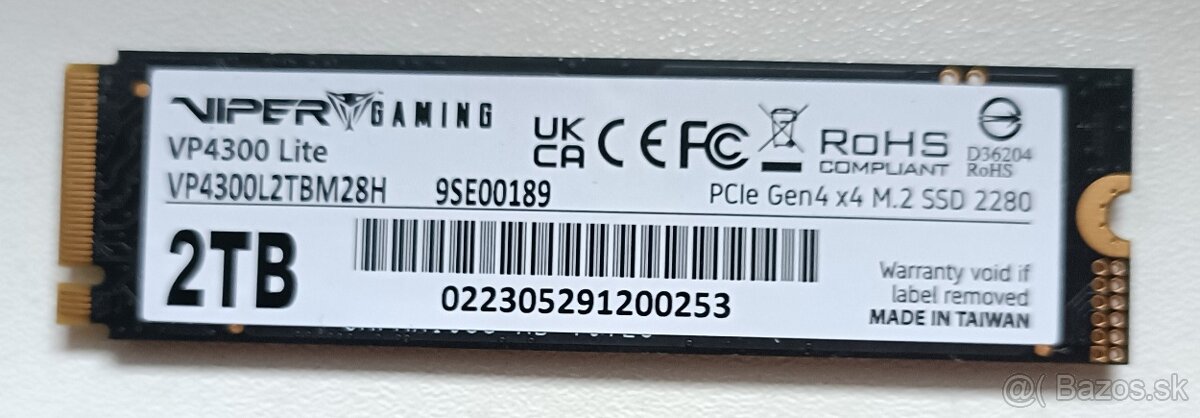 VIPER GAMING
VP4300 Lite
VP4300L2TBM28H 9SE00189
UK CA CE FC
RoHS COMPLIANT
D36204 RoHS
PCIe Gen4 x4 M.2 SSD 2280
2TB
022305291200253
Warranty void if
label removed
MADE IN TAIWAN
@( Bazos.sk